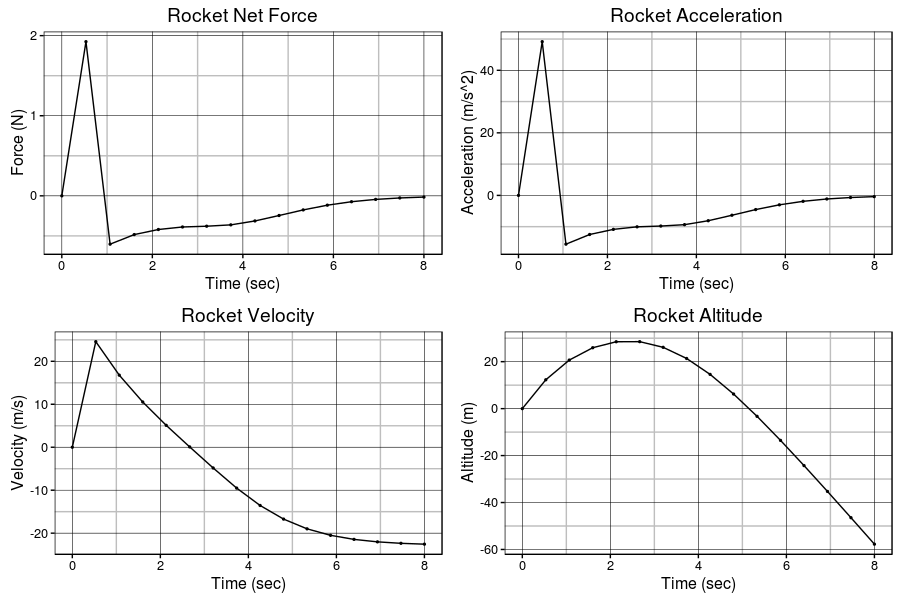 Rocket Net Force
Force (N)
2
1
0
0 2 4 6 8
Time (sec)
Rocket Acceleration
Acceleration (m/s^2)
40
20
0
0 2 4 6 8
Time (sec)
Rocket Velocity
Velocity (m/s)
20
10
0
-10
-20
0 2 4 6 8
Time (sec)
Rocket Altitude
Altitude (m)
20
0
-20
-40
-60
0 2 4 6 8
Time (sec)